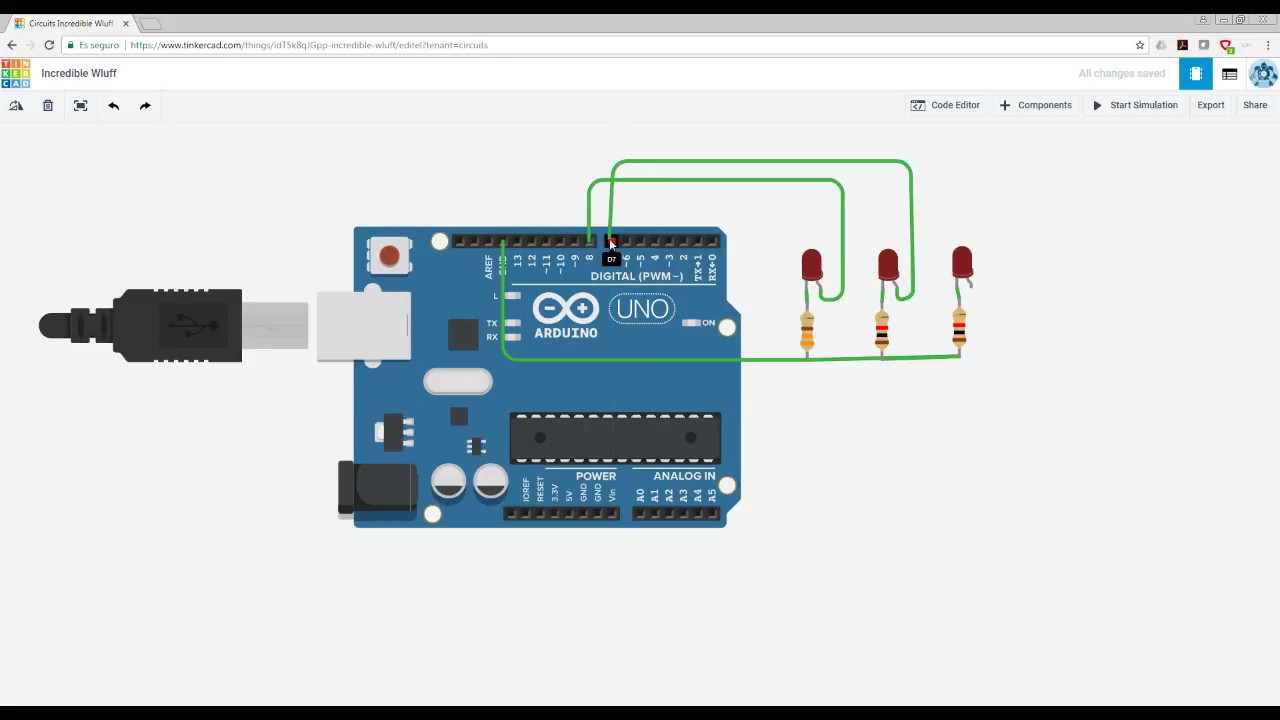 Circuits Incredible Wluff
Es seguro
https://www.tinkercad.com/things/idT5k8qJGpp-incredible-wluff/editel?tenant=circuits
TIN
KER
CAD
Incredible Wluff
All changes saved
Code Editor
Components
Start Simulation
Export
Share
AREF
GND
13
12
~11
~10
~9
8
D7
~6
~5
4
~3
2
TX→1
RX←0
DIGITAL (PWM~)
L
TX
RX
ARDUINO
UNO
ON
POWER
ANALOG IN
IOREF
RESET
3.3V
5V
GND
GND
Vin
A0
A1
A2
A3
A4
A5